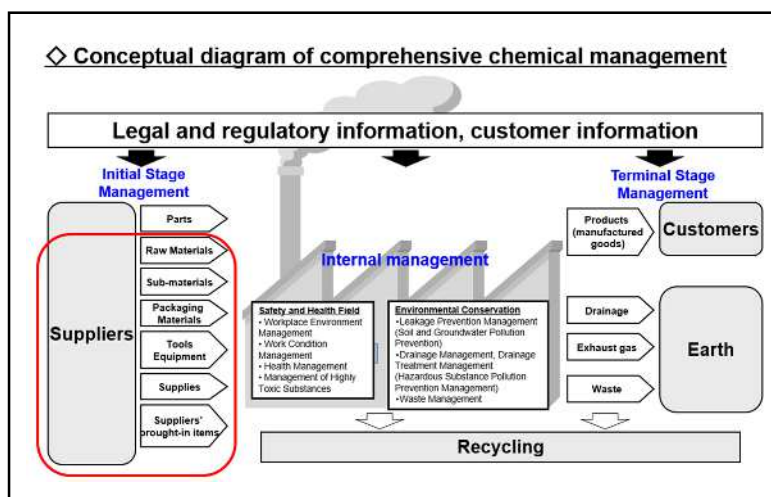 ◇ Conceptual diagram of comprehensive chemical management
Legal and regulatory information, customer information
Initial Stage
Management
Suppliers
Parts
Raw Materials
Sub-materials
Packaging
Materials
Tools
Equipment
Supplies
Suppliers'
brought-in items
Internal management
Safety and Health Field
• Workplace Environment
Management
• Work Condition
Management
• Health Management
• Management of Highly
Toxic Substances
Environmental Conservation
•Leakage Prevention Management
(Soil and Groundwater Pollution
Prevention)
•Drainage Management, Drainage
Treatment Management
(Hazardous Substance Pollution
Prevention Management)
•Waste Management
Terminal Stage
Management
Products
(manufactured
goods)
Customers
Drainage
Exhaust gas
Waste
Earth
Recycling